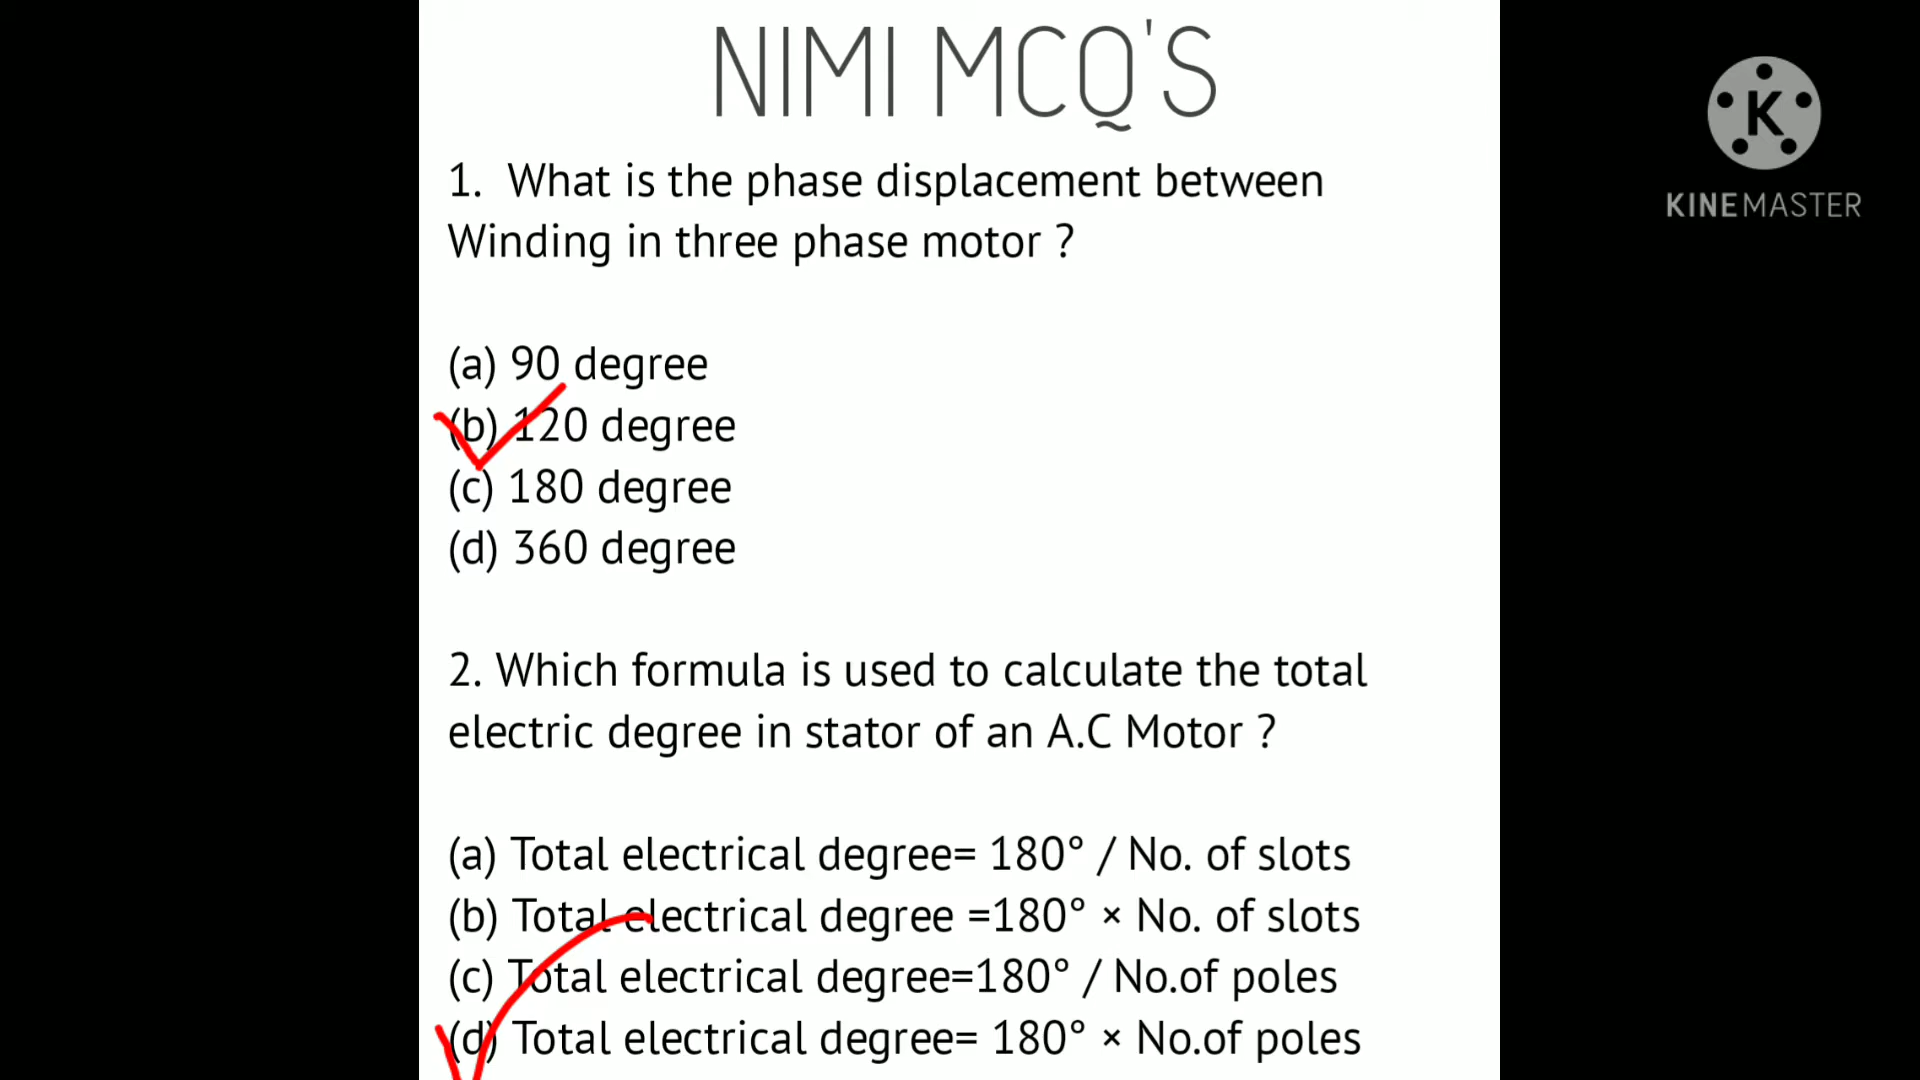 NIMI MCQ'S
K
KINEMASTER
1. What is the phase displacement between
Winding in three phase motor ?
(a) 90 degree
(b) 120 degree
(c) 180 degree
(d) 360 degree
2. Which formula is used to calculate the total
electric degree in stator of an A.C Motor ?
(a) Total electrical degree= 180° / No. of slots
(b) Total electrical degree =180° × No. of slots
(c) Total electrical degree=180° / No.of poles
(d) Total electrical degree= 180° × No.of poles